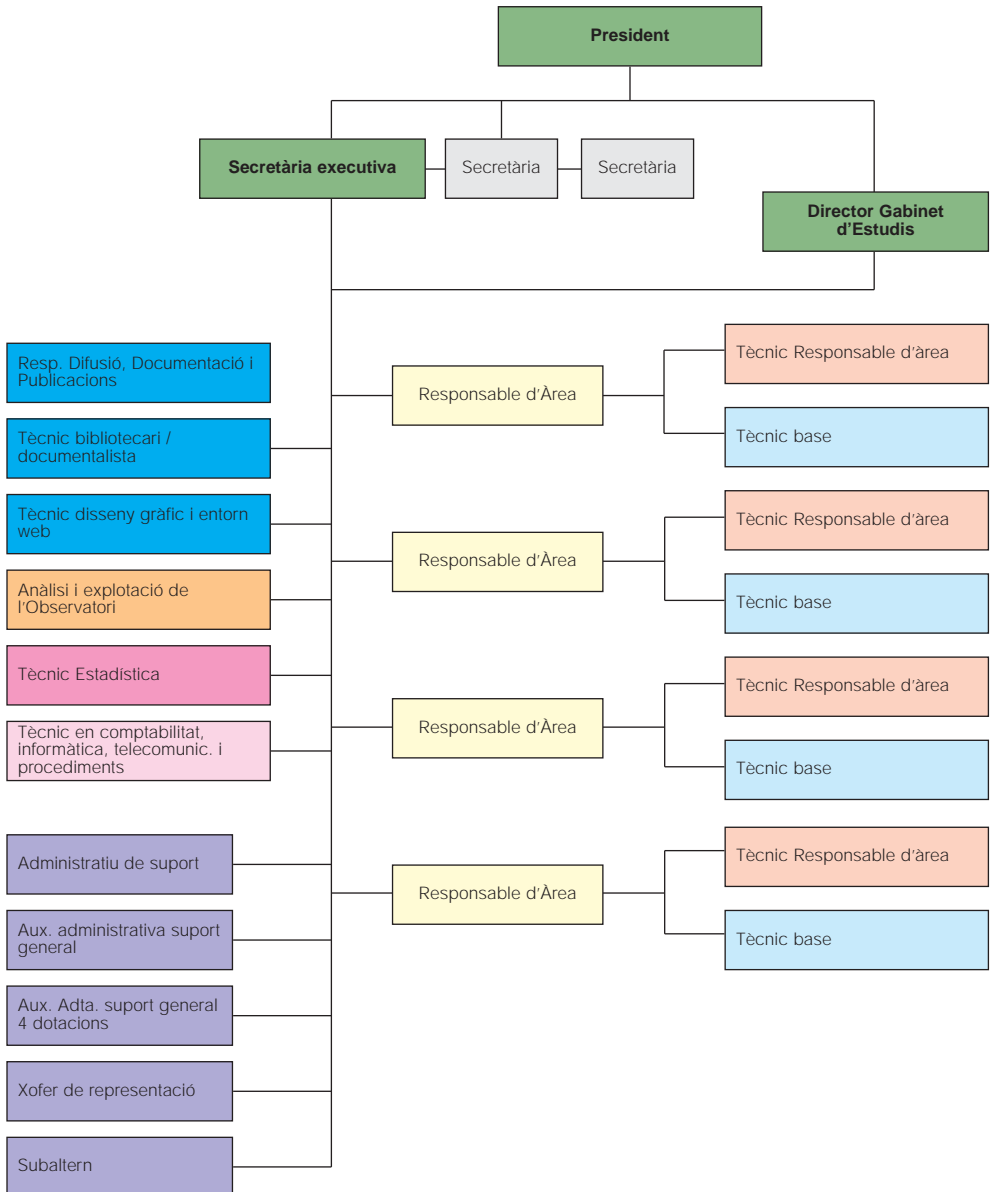 President
Secretària executiva
Secretària
Secretària
Director Gabinet
d'Estudis
Resp. Difusió, Documentació i
Publicacions
Tècnic bibliotecari /
documentalista
Tècnic disseny gràfic i entorn
web
Anàlisi i explotació de
l'Observatori
Tècnic Estadística
Tècnic en comptabilitat,
informàtica, telecomunic. i
procediments
Administratiu de suport
Aux. administrativa suport
general
Aux. Adta. suport general
4 dotacions
Xofer de representació
Subaltern
Responsable d'Àrea
Tècnic Responsable d'àrea
Tècnic base
Responsable d'Àrea
Tècnic Responsable d'àrea
Tècnic base
Responsable d'Àrea
Tècnic Responsable d'àrea
Tècnic base
Responsable d'Àrea
Tècnic Responsable d'àrea
Tècnic base